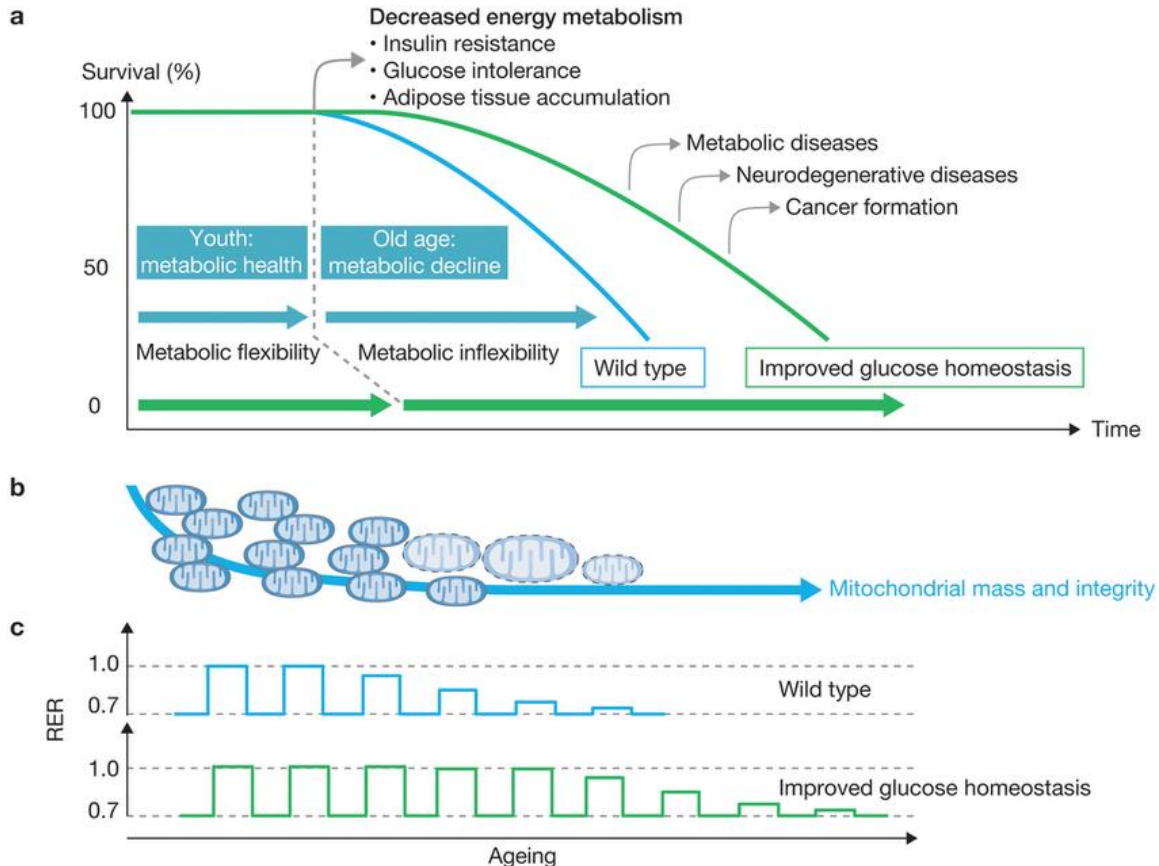 a
Decreased energy metabolism
• Insulin resistance
• Glucose intolerance
• Adipose tissue accumulation
Survival (%)
100
Metabolic diseases
Neurodegenerative diseases
Cancer formation
Youth:
metabolic health
Old age:
metabolic decline
50
Metabolic flexibility
Metabolic inflexibility
Wild type
Improved glucose homeostasis
0
Time
b
Mitochondrial mass and integrity
c
RER
1.0
0.7
Wild type
1.0
0.7
Improved glucose homeostasis
Ageing